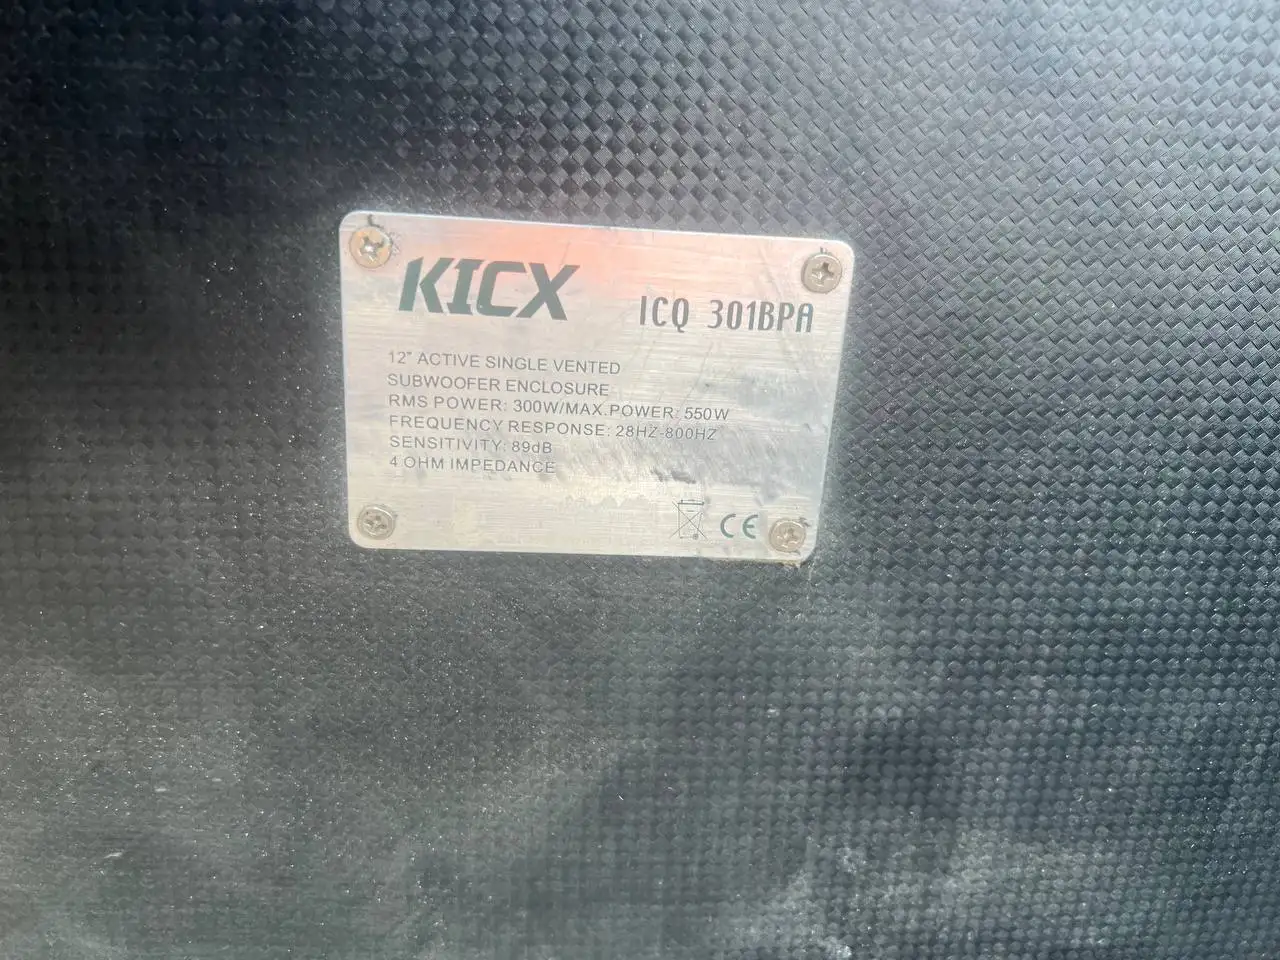 KICX
ICQ 301BPA
12" ACTIVE SINGLE VENTED
SUBWOOFER ENCLOSURE
RMS POWER: 300W/MAX.POWER: 550W
FREQUENCY RESPONSE: 28HZ-800HZ
SENSITIVITY: 89dB
4 OHM IMPEDANCE
CE